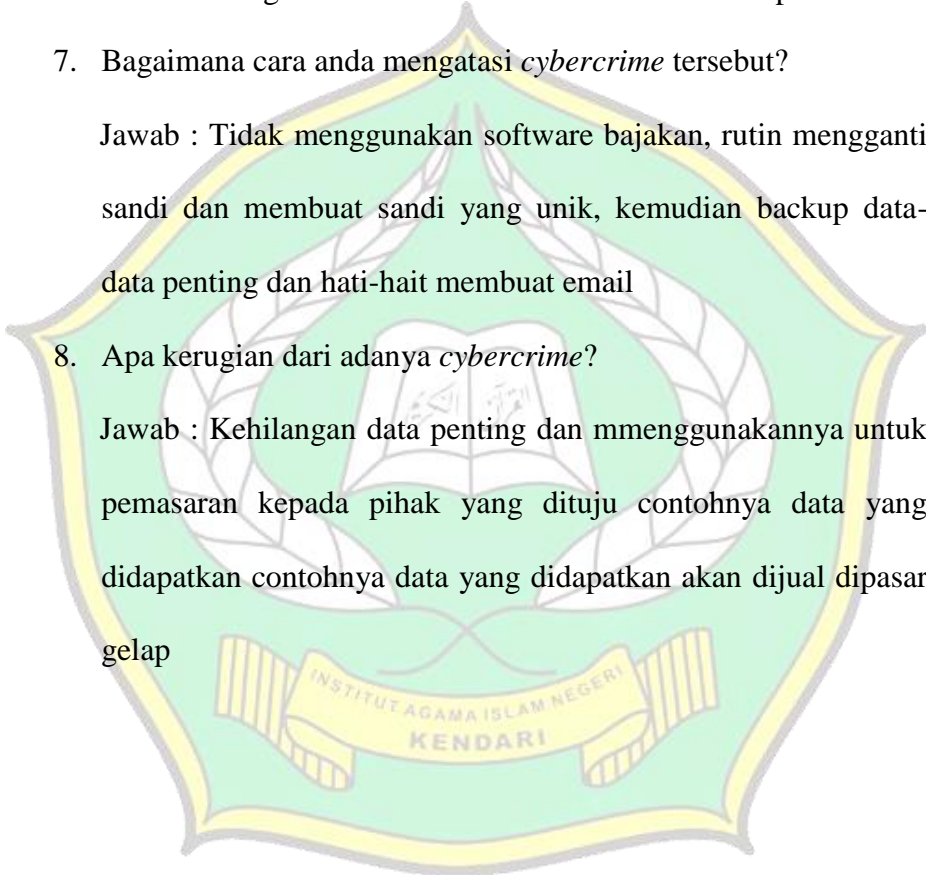 7. Bagaimana cara anda mengatasi cybercrime tersebut?
Jawab : Tidak menggunakan software bajakan, rutin mengganti
sandi dan membuat sandi yang unik, kemudian backup data-
data penting dan hati-hait membuat email
8. Apa kerugian dari adanya cybercrime?
Jawab : Kehilangan data penting dan mmenggunakannya untuk
pemasaran kepada pihak yang dituju contohnya data yang
didapatkan contohnya data yang didapatkan akan dijual dipasar
gelap
INSTITUT AGAMA ISLAM NEGERI
KENDARI